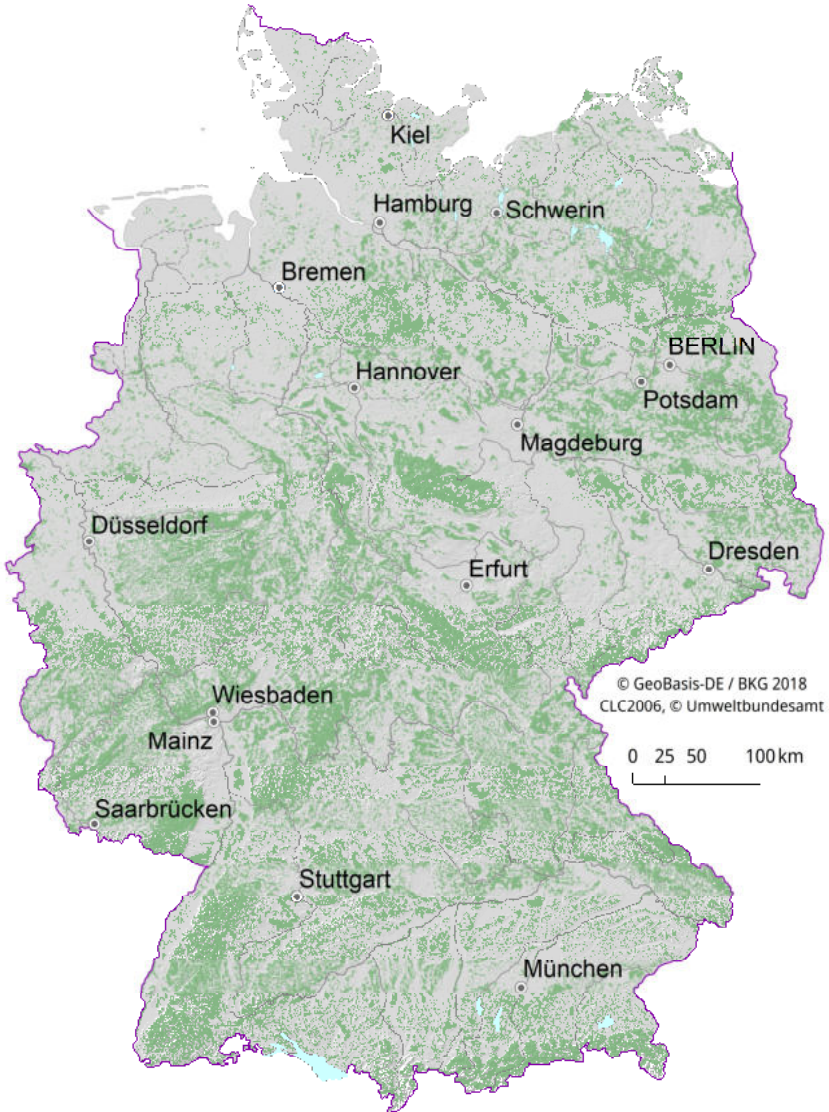 Kiel
Hamburg
Schwerin
Bremen
BERLIN
Hannover
Potsdam
Magdeburg
Düsseldorf
Dresden
Erfurt
© GeoBasis-DE / BKG 2018
CLC2006, © Umweltbundesamt
Wiesbaden
Mainz
0 25 50 100 km
Saarbrücken
Stuttgart
München